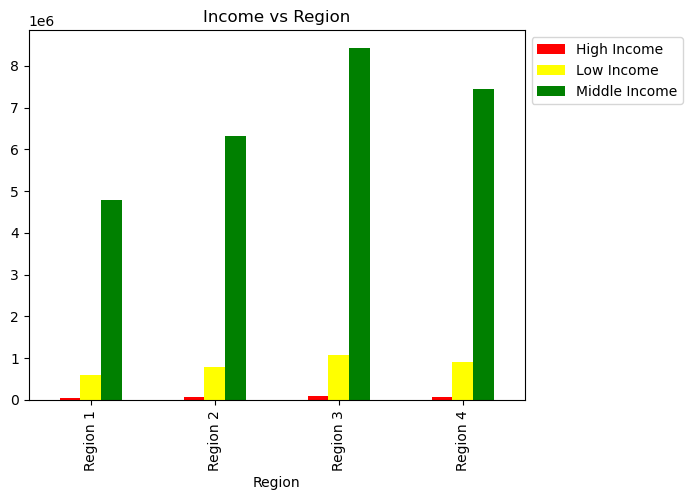 Income vs Region
1e6
High Income
Low Income
Middle Income
8
7
6
5
4
3
2
1
0
Region 1
Region 2
Region 3
Region 4
Region